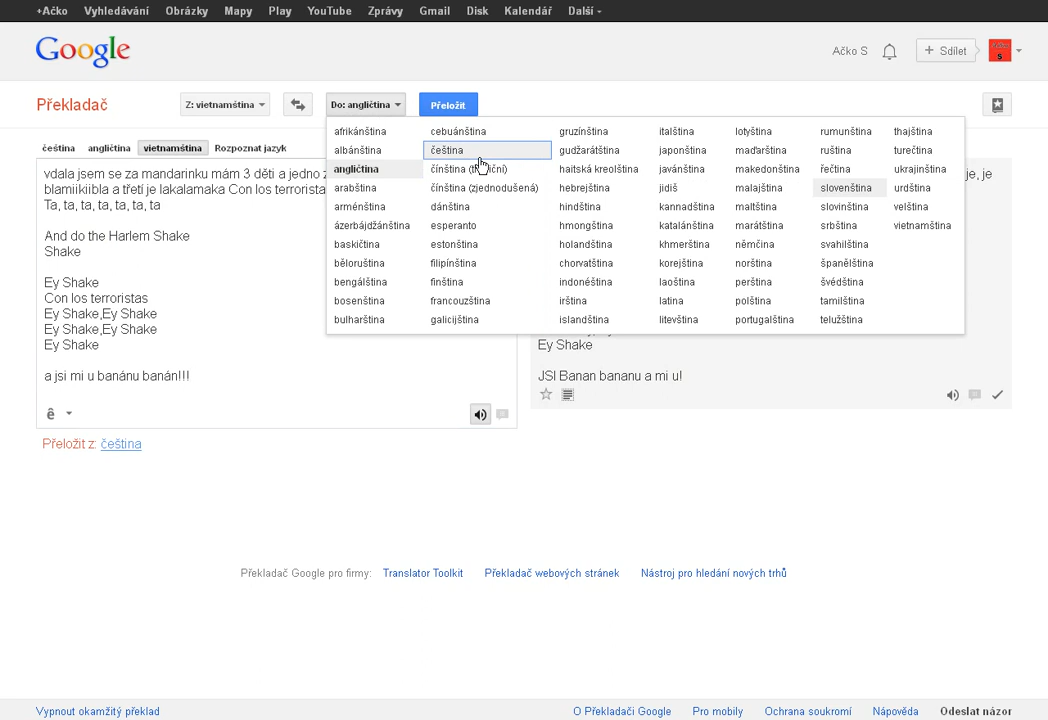 +Ačko Vyhledávání Obrázky Mapy Play YouTube Zprávy Gmail Disk Kalendář Další
Google
Ačko S
+ Sdílet
s
Překladač
Z: vietnamština
Do: angličtina
Přeložit
čeština angličtina vietnamština Rozpoznat jazyk
afrikánština cebuánština gruzínština italština lotyština rumunština thajština
albánština čeština gudžarátština japonština maďarština ruština turečtina
angličtina čínština (tradiční) haitská kreolština javánština makedonština řečtina ukrajinština
arabština čínština (zjednodušená) hebrejština jidiš malajština slovenština urdština
arménština dánština hindština kannadština maltština slovinština velština
ázerbájdžánština esperanto hmongština katalánština maráthština srbština vietnamština
baskičtina estonština holandština khmerština němčina svahilština
běloruština filipínština chorvatština korejština norština španělština
bengálština finština indonéština laoština perština švédština
bosenština francouzština irština latina polština tamilština
bulharština galicijština islandština litevština portugalština telužština
vdala jsem se za mandarinku mám 3 děti a jedno
blamiikiibla a třetí je lakalamaka Con los terrorista
Ta, ta, ta, ta, ta, ta, ta
And do the Harlem Shake
Shake
Ey Shake
Con los terroristas
Ey Shake,Ey Shake
Ey Shake,Ey Shake
Ey Shake
a jsi mi u banánu banán!!!
je, je
Ey Shake
JSI Banan bananu a mi u!
ê
Přeložit z: čeština
Překladač Google pro firmy: Translator Toolkit Překladač webových stránek Nástroj pro hledání nových trhů
Vypnout okamžitý překlad
O Překladači Google Pro mobily Ochrana soukromí Nápověda Odeslat názor